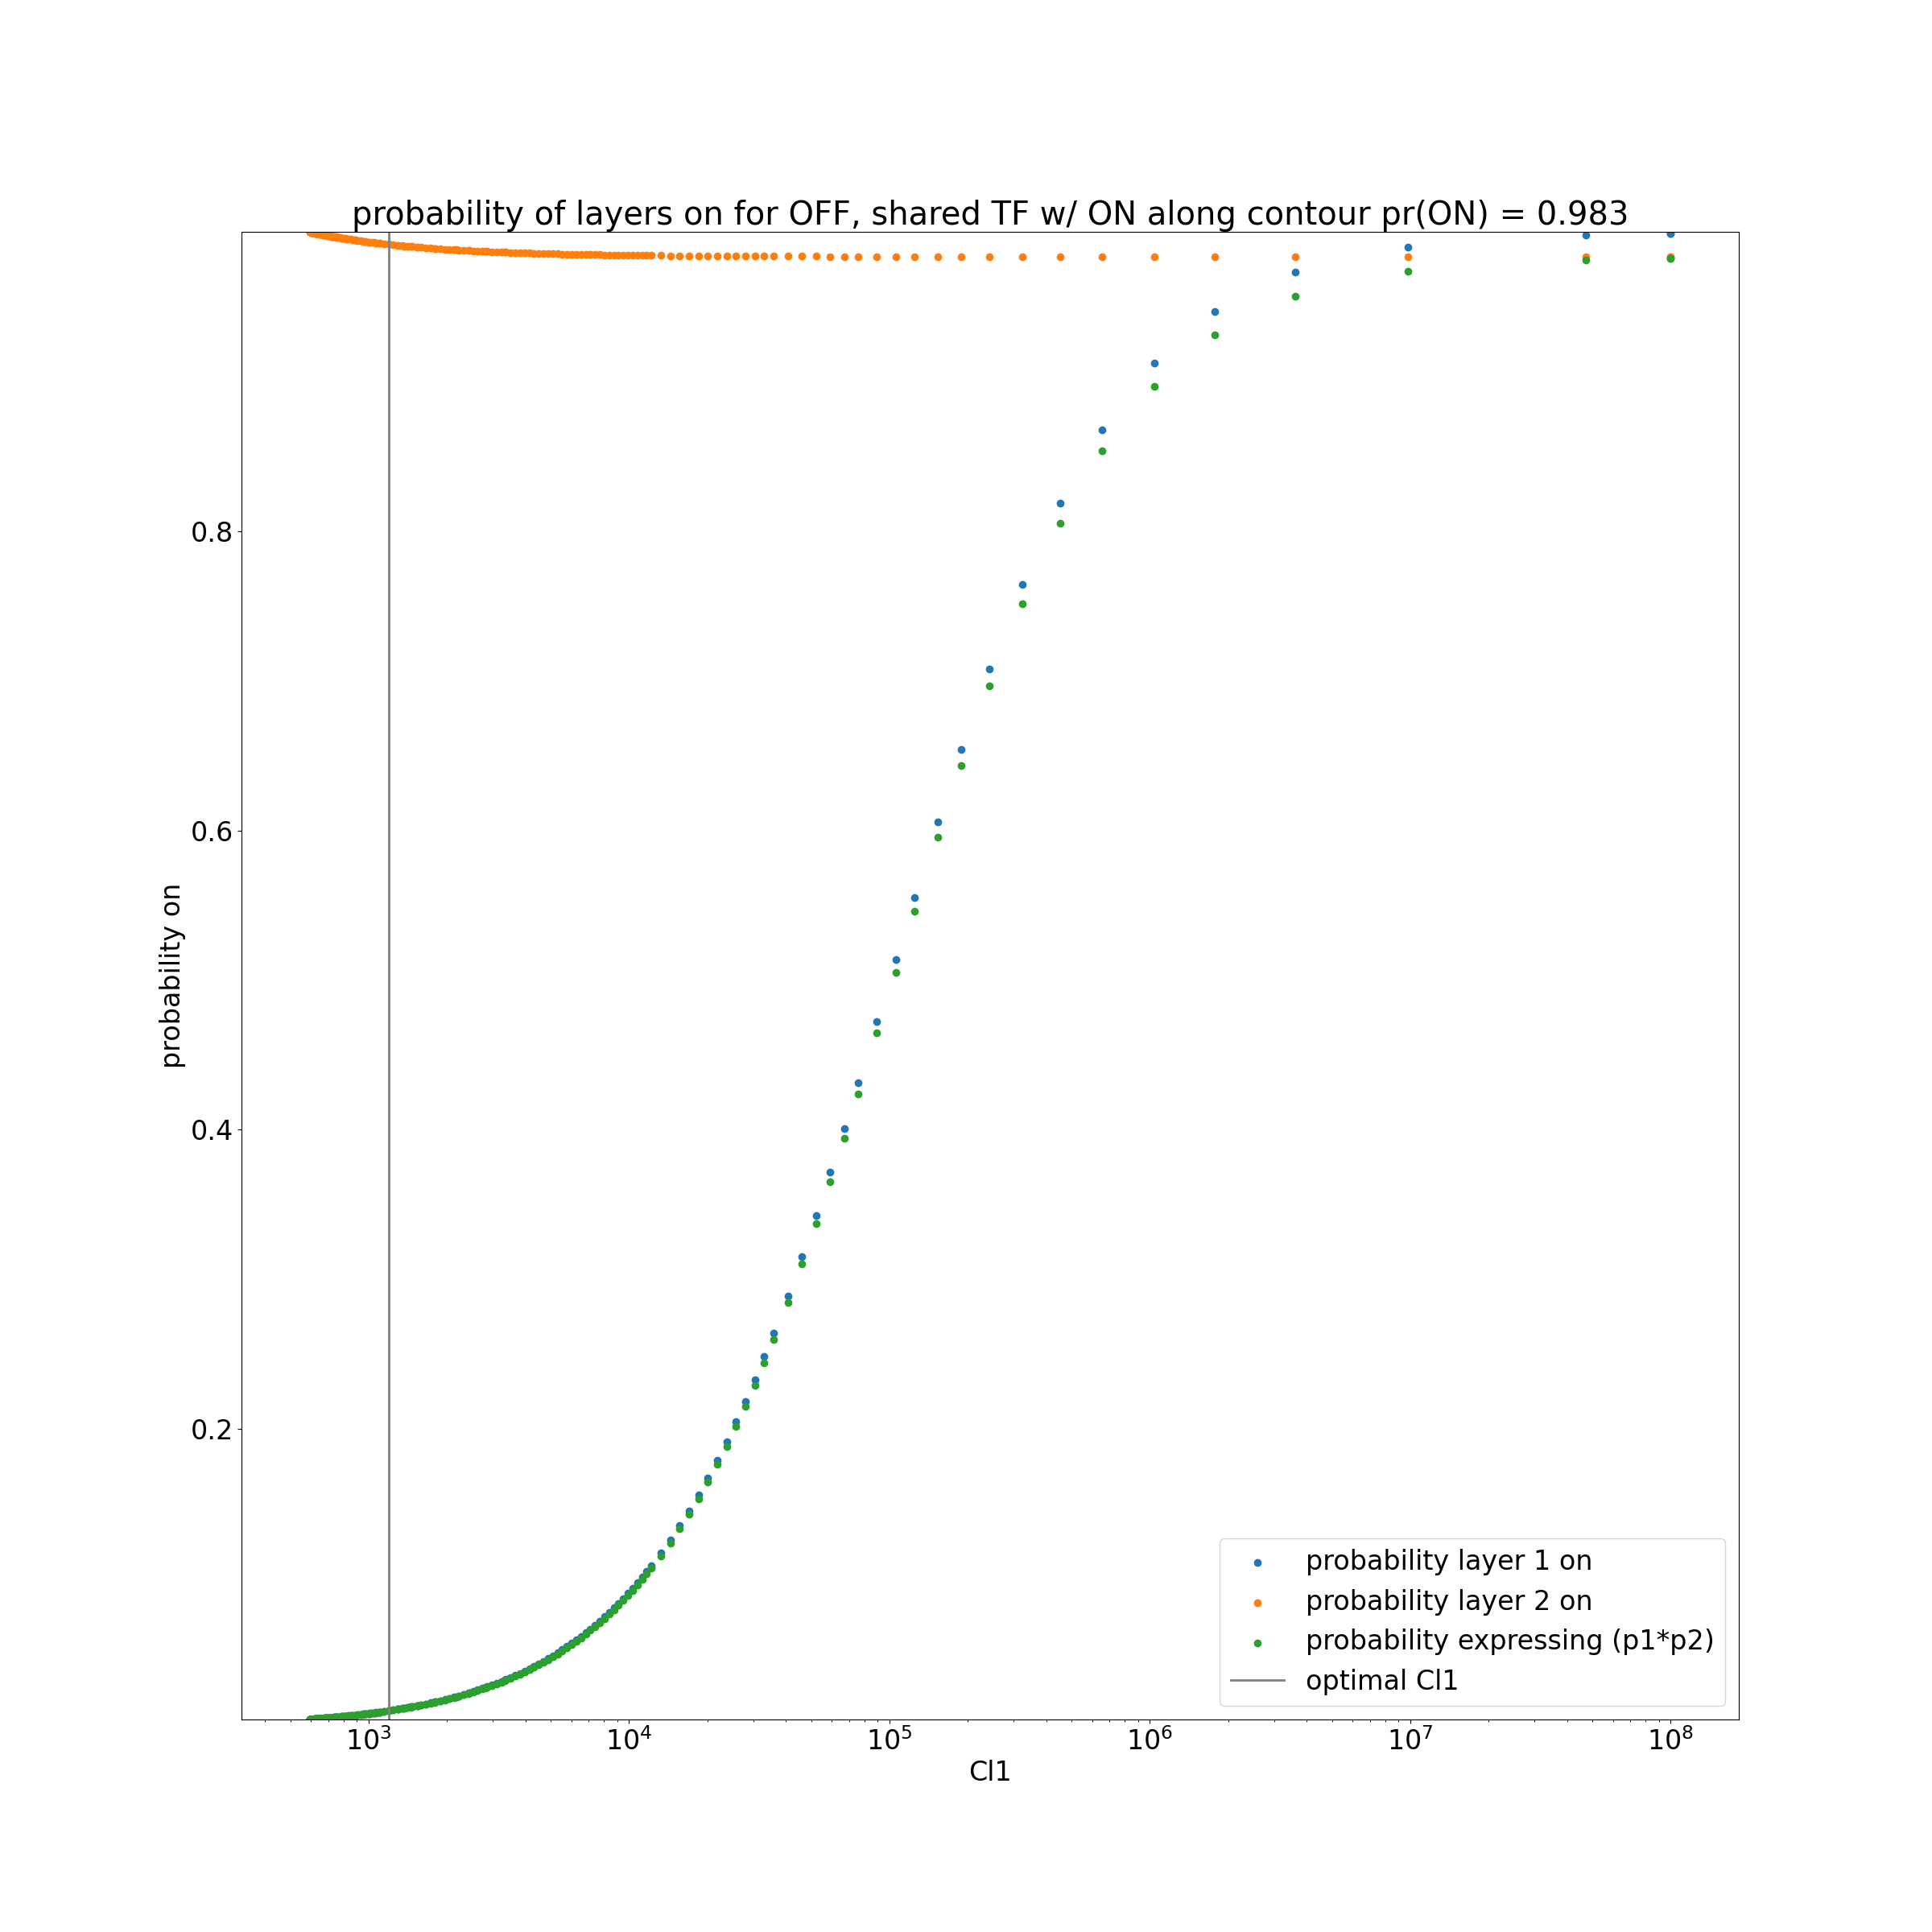 probability of layers on for OFF, shared TF w/ ON along contour pr(ON) = 0.983
probability on
0.8
0.6
0.4
0.2
10³ 10⁴ 10⁵ 10⁶ 10⁷ 10⁸
Cl1
probability layer 1 on
probability layer 2 on
probability expressing (p1*p2)
optimal Cl1